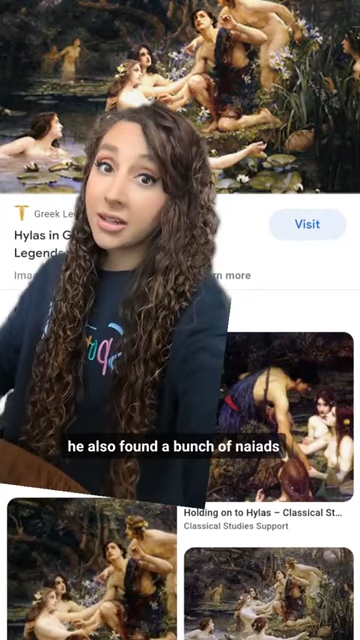 Greek Le
Visit
Hylas in G
Legend
rn more
he also found a bunch of naiads
Holding on to Hylas – Classical St...
Classical Studies Support